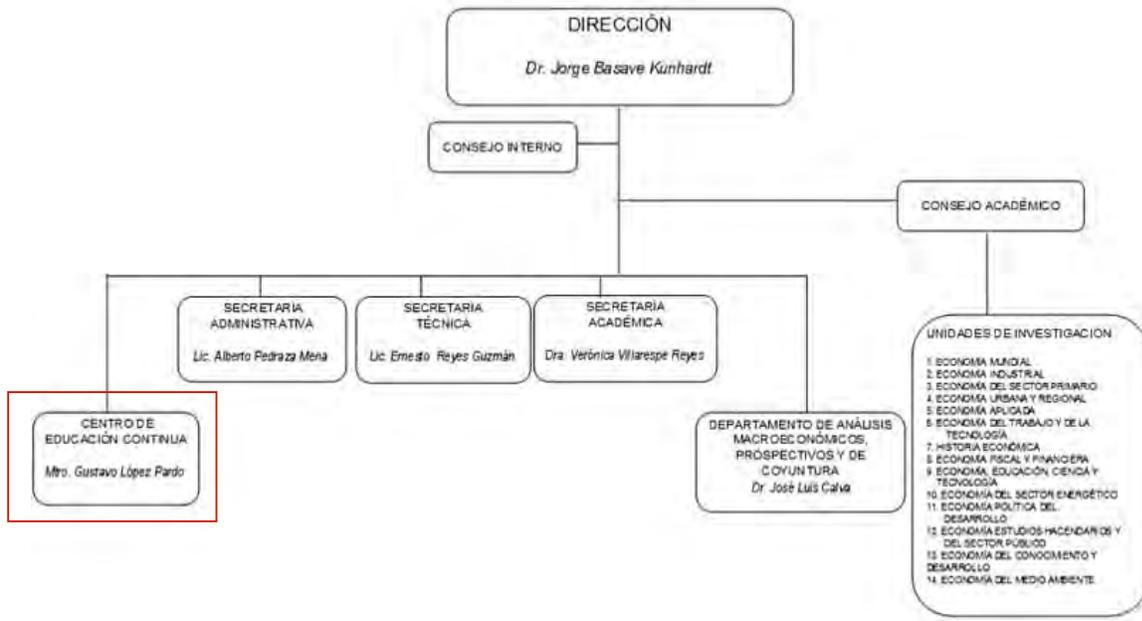 DIRECCIÓN
Dr. Jorge Basave Kunhardt
CONSEJO INTERNO
CONSEJO ACADÉMICO
SECRETARÍA
ADMINISTRATIVA
Lic. Alberto Pedraza Mena
SECRETARÍA
TÉCNICA
Lic. Ernesto Reyes Guzmán
SECRETARÍA
ACADÉMICA
Dra. Verónica Villarespe Reyes
CENTRO DE
EDUCACIÓN CONTINUA
Mtro. Gustavo López Pardo
DEPARTAMENTO DE ANÁLISIS
MACROECONÓMICOS,
PROSPECTIVOS Y DE
COYUNTURA
Dr. José Luis Calva
UNIDADES DE INVESTIGACIÓN
1. ECONOMÍA MUNDIAL
2. ECONOMÍA INDUSTRIAL
3. ECONOMÍA DEL SECTOR PRIMARIO
4. ECONOMÍA URBANA Y REGIONAL
5. ECONOMÍA APLICADA
6. ECONOMÍA DEL TRABAJO Y DE LA
TECNOLOGÍA
7. HISTORIA ECONÓMICA
8. ECONOMÍA FISCAL Y FINANCIERA
9. ECONOMÍA, EDUCACIÓN, CIENCIA Y
TECNOLOGÍA
10. ECONOMÍA DEL SECTOR ENERGÉTICO
11. ECONOMÍA POLÍTICA DEL
DESARROLLO
12. ECONOMÍA ESTUDIOS HACENDARIOS Y
DEL SECTOR PÚBLICO
13. ECONOMÍA DEL CONOCIMIENTO Y
DESARROLLO
14. ECONOMÍA DEL MEDIO AMBIENTE